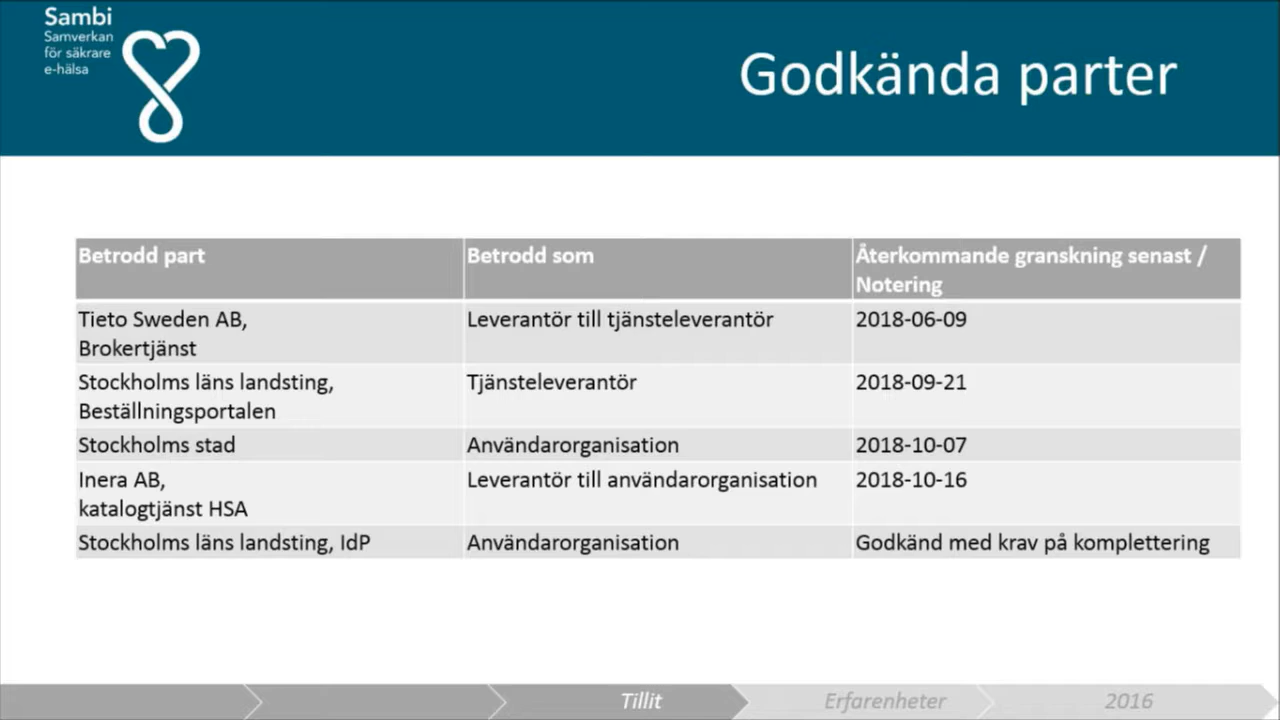 Sambi
Samverkan
för säkrare
e-hälsa
Godkända parter
Betrodd part
Betrodd som
Återkommande granskning senast /
Notering
Tieto Sweden AB,
Brokertjänst
Leverantör till tjänsteleverantör
2018-06-09
Stockholms läns landsting,
Beställningsportalen
Tjänsteleverantör
2018-09-21
Stockholms stad
Användarorganisation
2018-10-07
Inera AB,
katalogtjänst HSA
Leverantör till användarorganisation
2018-10-16
Stockholms läns landsting, IdP
Användarorganisation
Godkänd med krav på komplettering
Tillit
Erfarenheter
2016